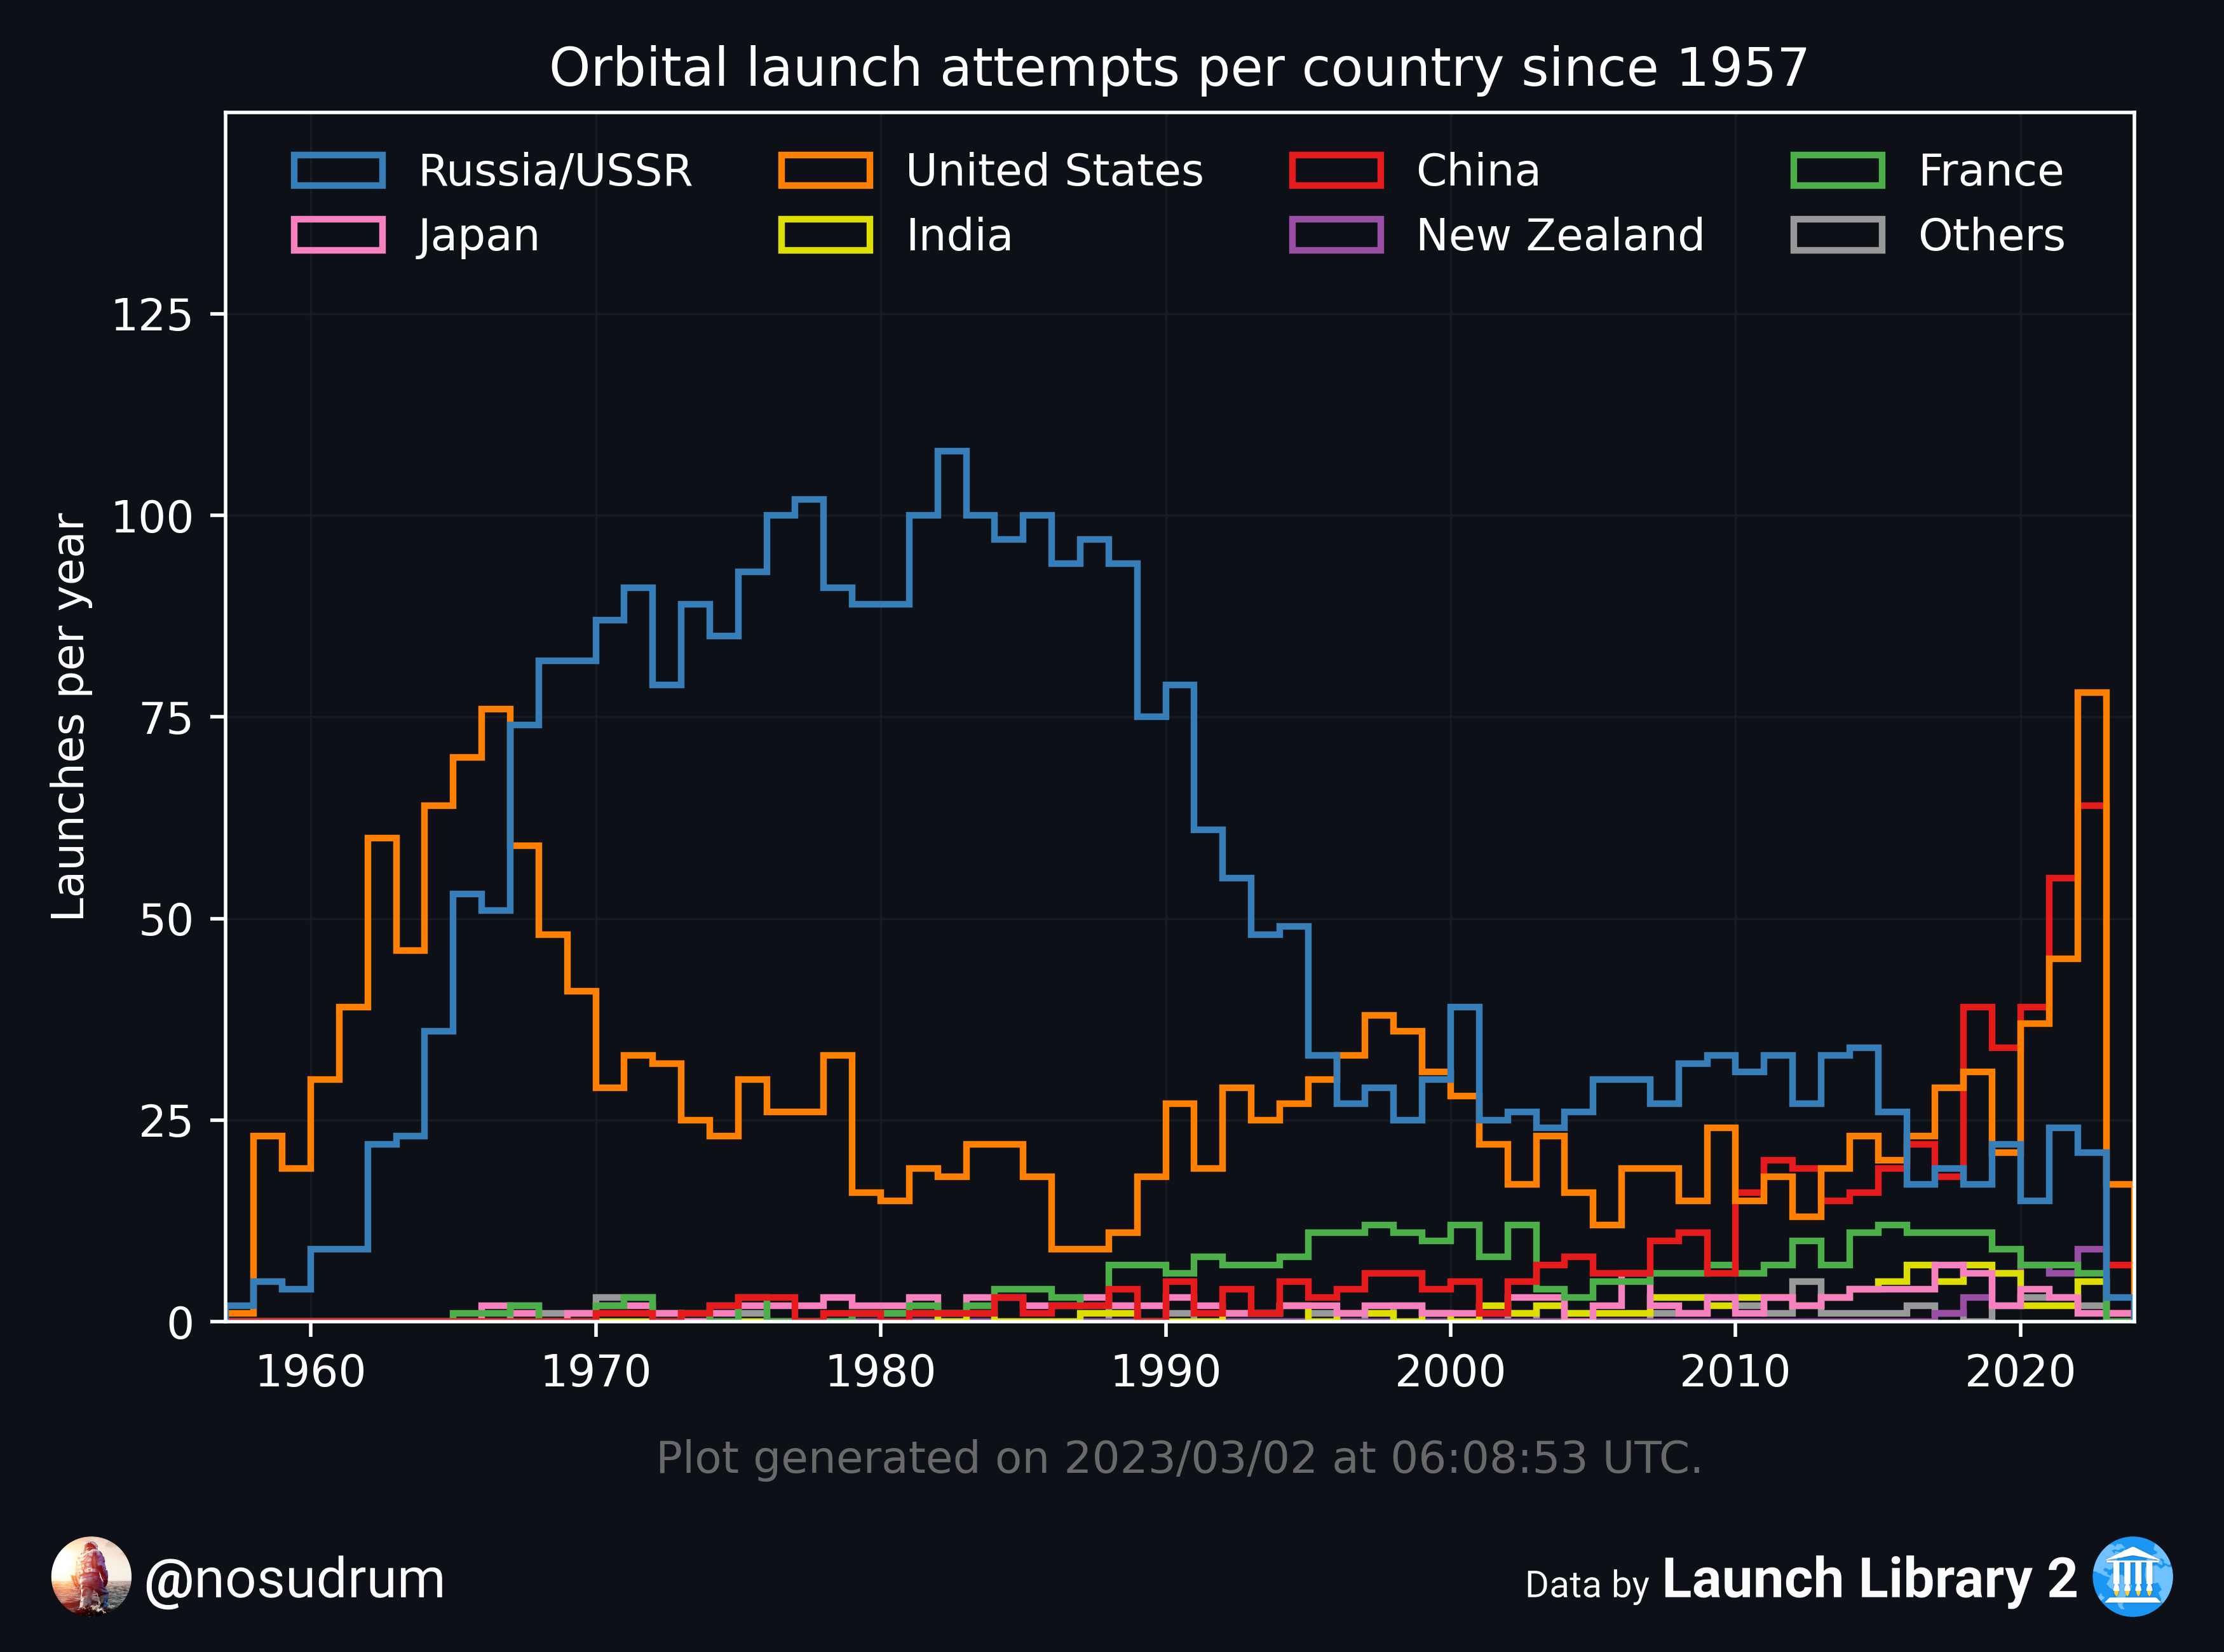 Orbital launch attempts per country since 1957
Russia/USSR United States China France
Japan India New Zealand Others
Launches per year
125
100
75
50
25
0
1960 1970 1980 1990 2000 2010 2020
Plot generated on 2023/03/02 at 06:08:53 UTC.
@nosudrum
Data by Launch Library 2